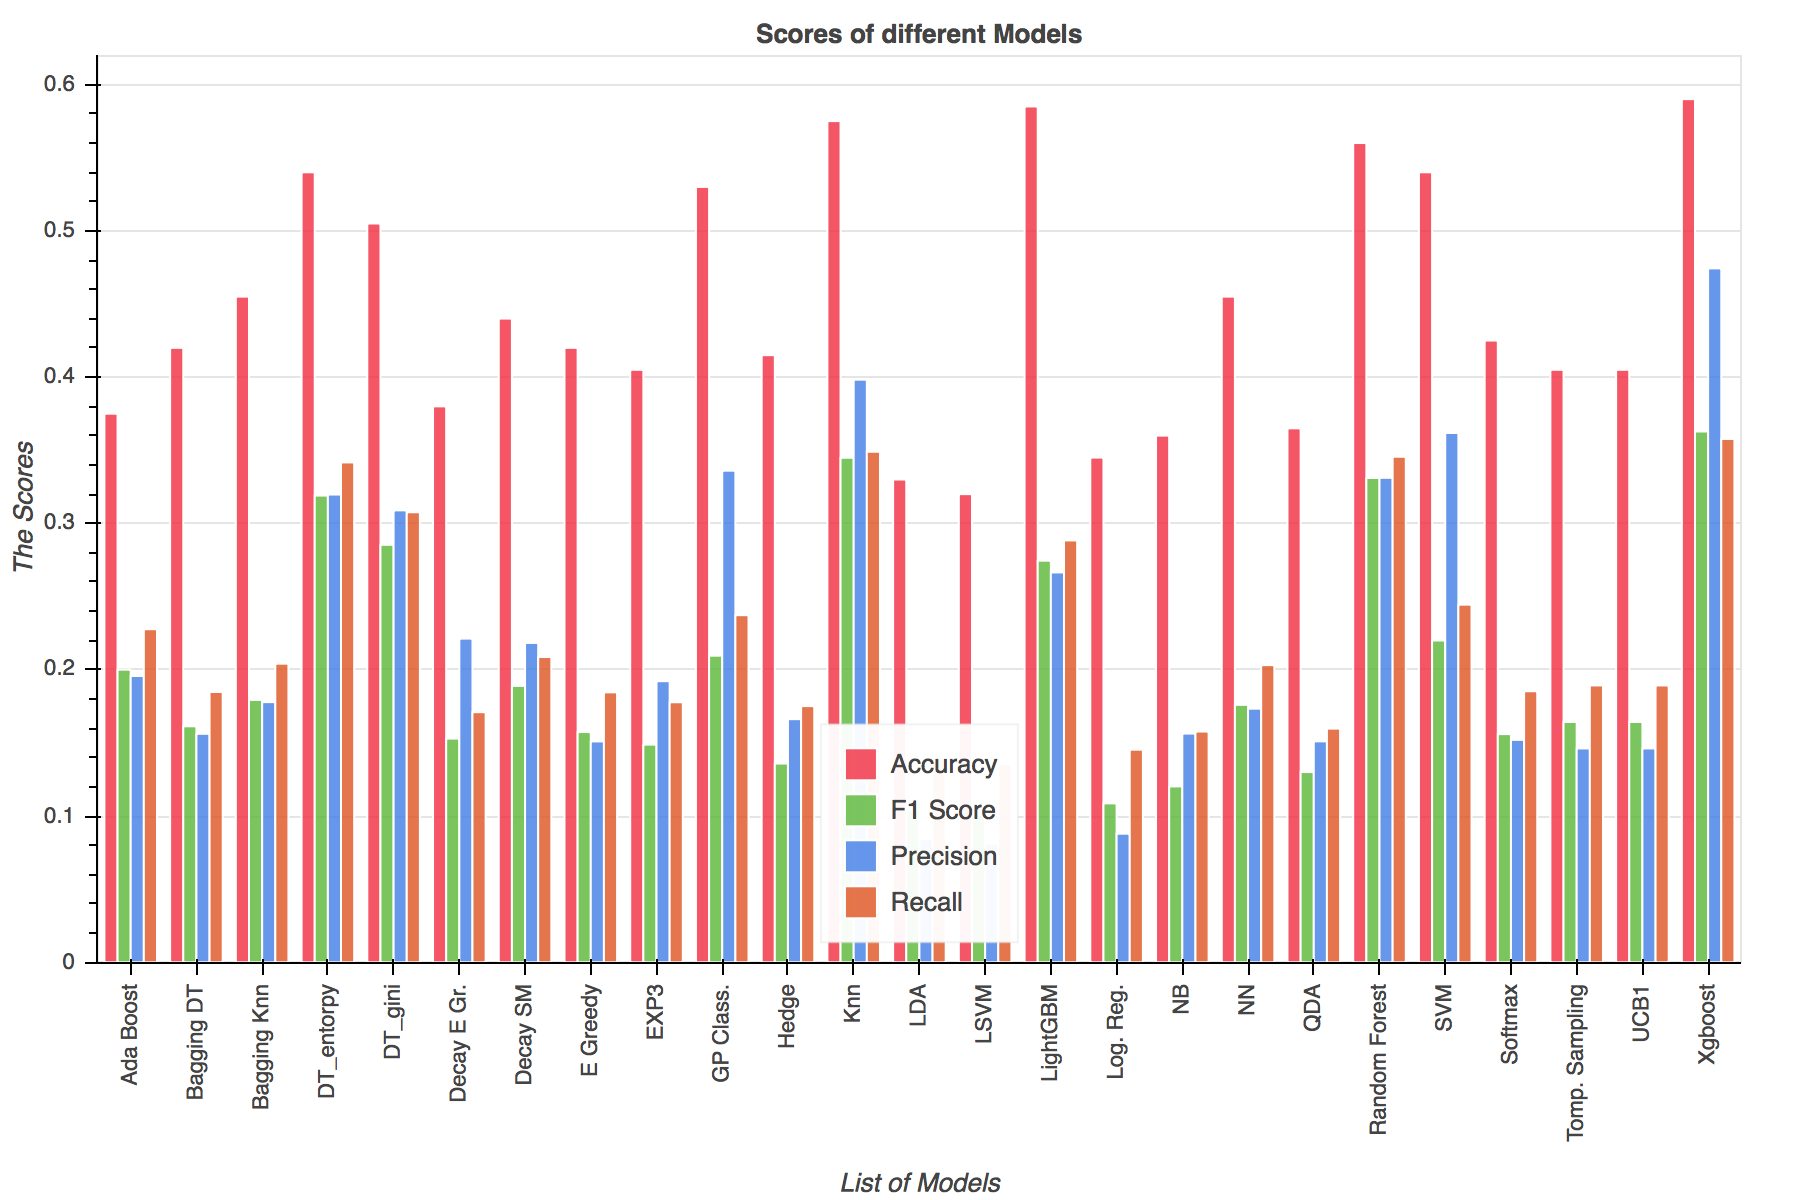 Scores of different Models
The Scores
0.6
0.5
0.4
0.3
0.2
0.1
0
Accuracy
F1 Score
Precision
Recall
Ada Boost
Bagging DT
Bagging Knn
DT_entorpy
DT_gini
Decay E Gr.
Decay SM
E Greedy
EXP3
GP Class.
Hedge
Knn
LDA
LSVM
LightGBM
Log. Reg.
NB
NN
QDA
Random Forest
SVM
Softmax
Tomp. Sampling
UCB1
Xgboost
List of Models